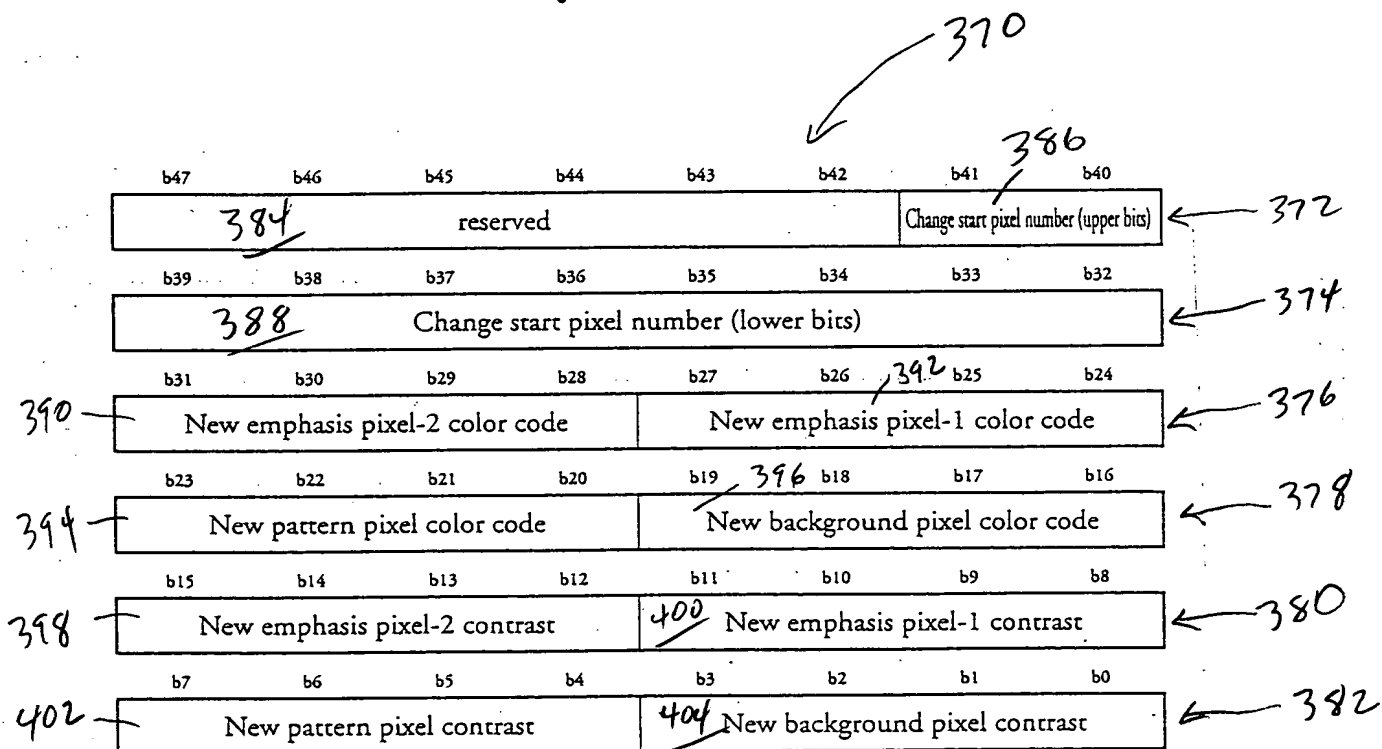 370
386
b47 b46 b45 b44 b43 b42 b41 b40
384 reserved Change start pixel number (upper bits) 372
b39 b38 b37 b36 b35 b34 b33 b32
388 Change start pixel number (lower bits) 374
b31 b30 b29 b28 b27 b26 392 b25 b24
390 New emphasis pixel-2 color code New emphasis pixel-1 color code 376
b23 b22 b21 b20 b19 396 b18 b17 b16
394 New pattern pixel color code New background pixel color code 378
b15 b14 b13 b12 b11 b10 b9 b8
398 New emphasis pixel-2 contrast 400 New emphasis pixel-1 contrast 380
b7 b6 b5 b4 b3 b2 b1 b0
402 New pattern pixel contrast 404 New background pixel contrast 382